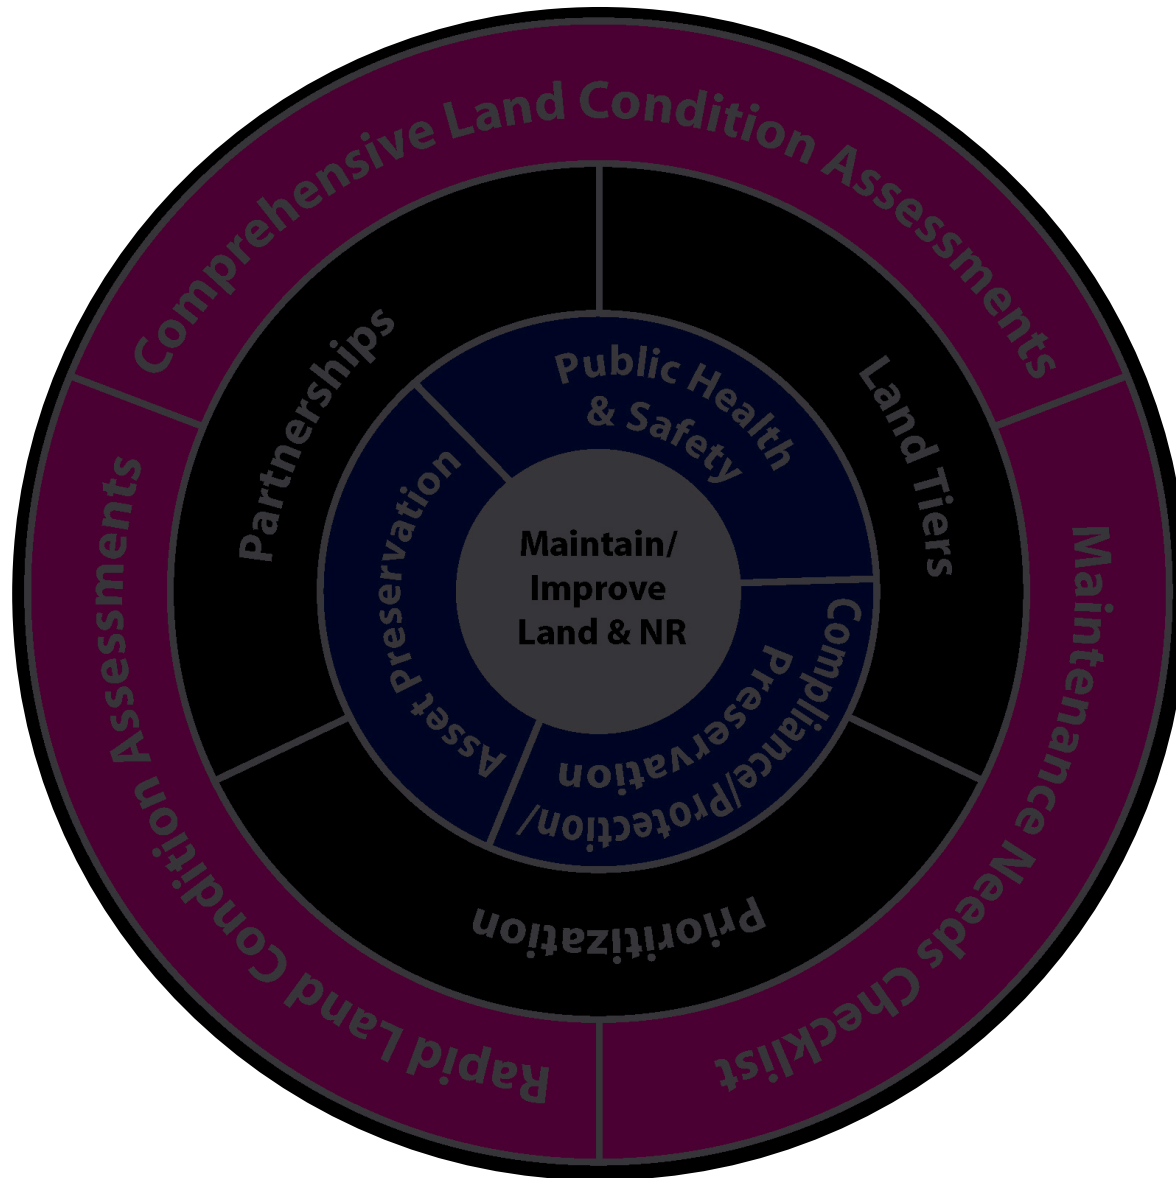 Comprehensive Land Condition Assessments
Maintenance Needs Checklist
Rapid Land Condition Assessments
Partnerships
Land Tiers
Prioritization
Public Health
& Safety
Compliance/Protection/
Preservation
Asset Preservation
Maintain/
Improve
Land & NR